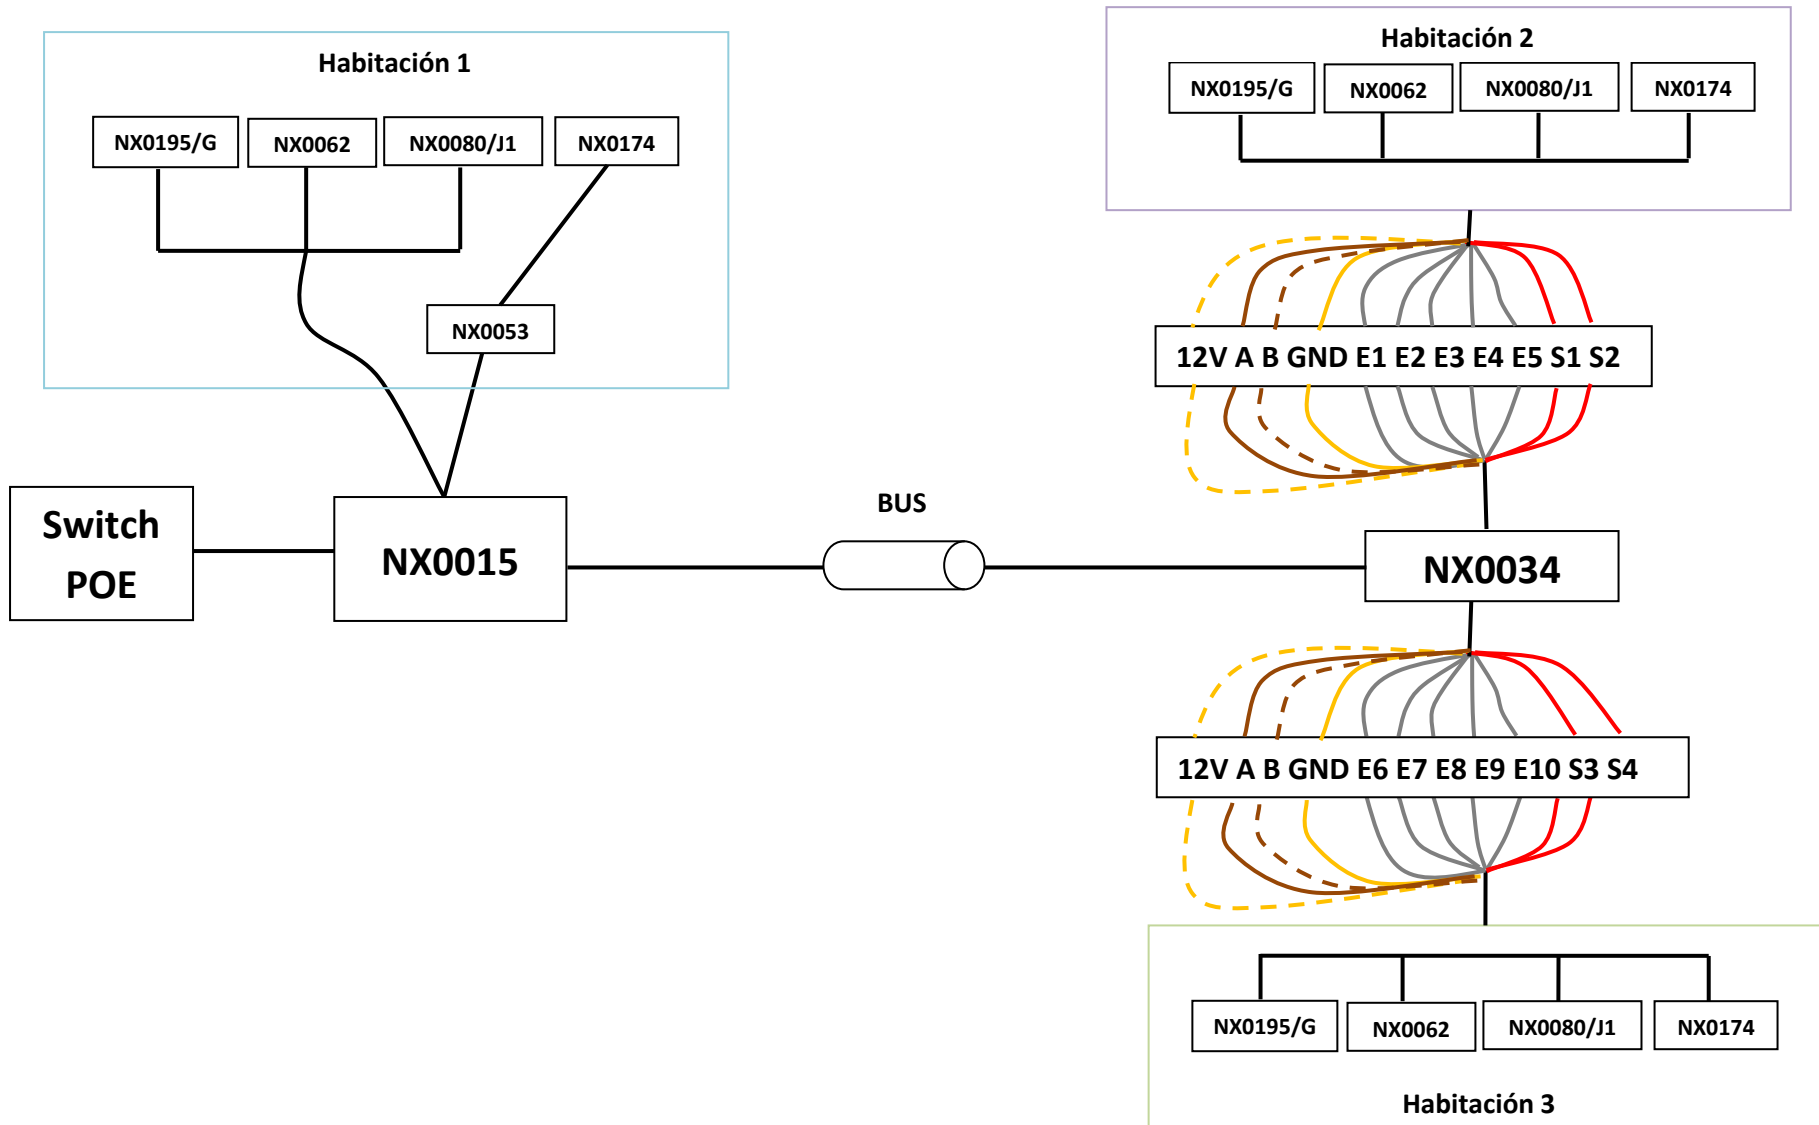 Habitación 1
NX0195/G NX0062 NX0080/J1 NX0174
NX0053
Habitación 2
NX0195/G NX0062 NX0080/J1 NX0174
12V A B GND E1 E2 E3 E4 E5 S1 S2
Switch
POE
NX0015
BUS
NX0034
12V A B GND E6 E7 E8 E9 E10 S3 S4
NX0195/G NX0062 NX0080/J1 NX0174
Habitación 3